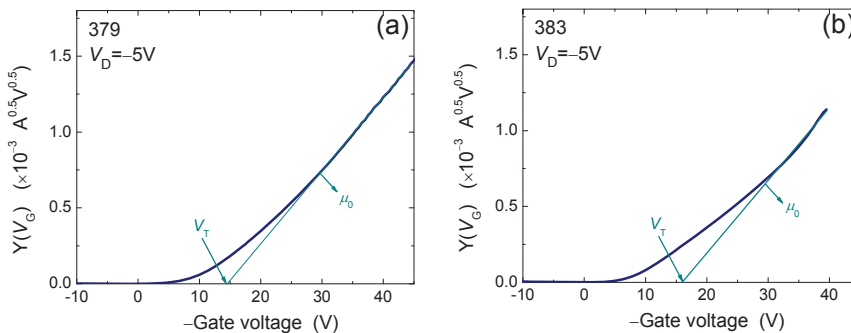 379
(a)
V_D=−5V
Y(V_G) (×10^−3 A^0.5V^0.5)
1.5
1.0
0.5
0.0
V_T
μ_0
-10 0 10 20 30 40
−Gate voltage (V)
383
(b)
V_D=−5V
Y(V_G) (×10^−3 A^0.5V^0.5)
1.5
1.0
0.5
0.0
V_T
μ_0
-10 0 10 20 30 40
−Gate voltage (V)